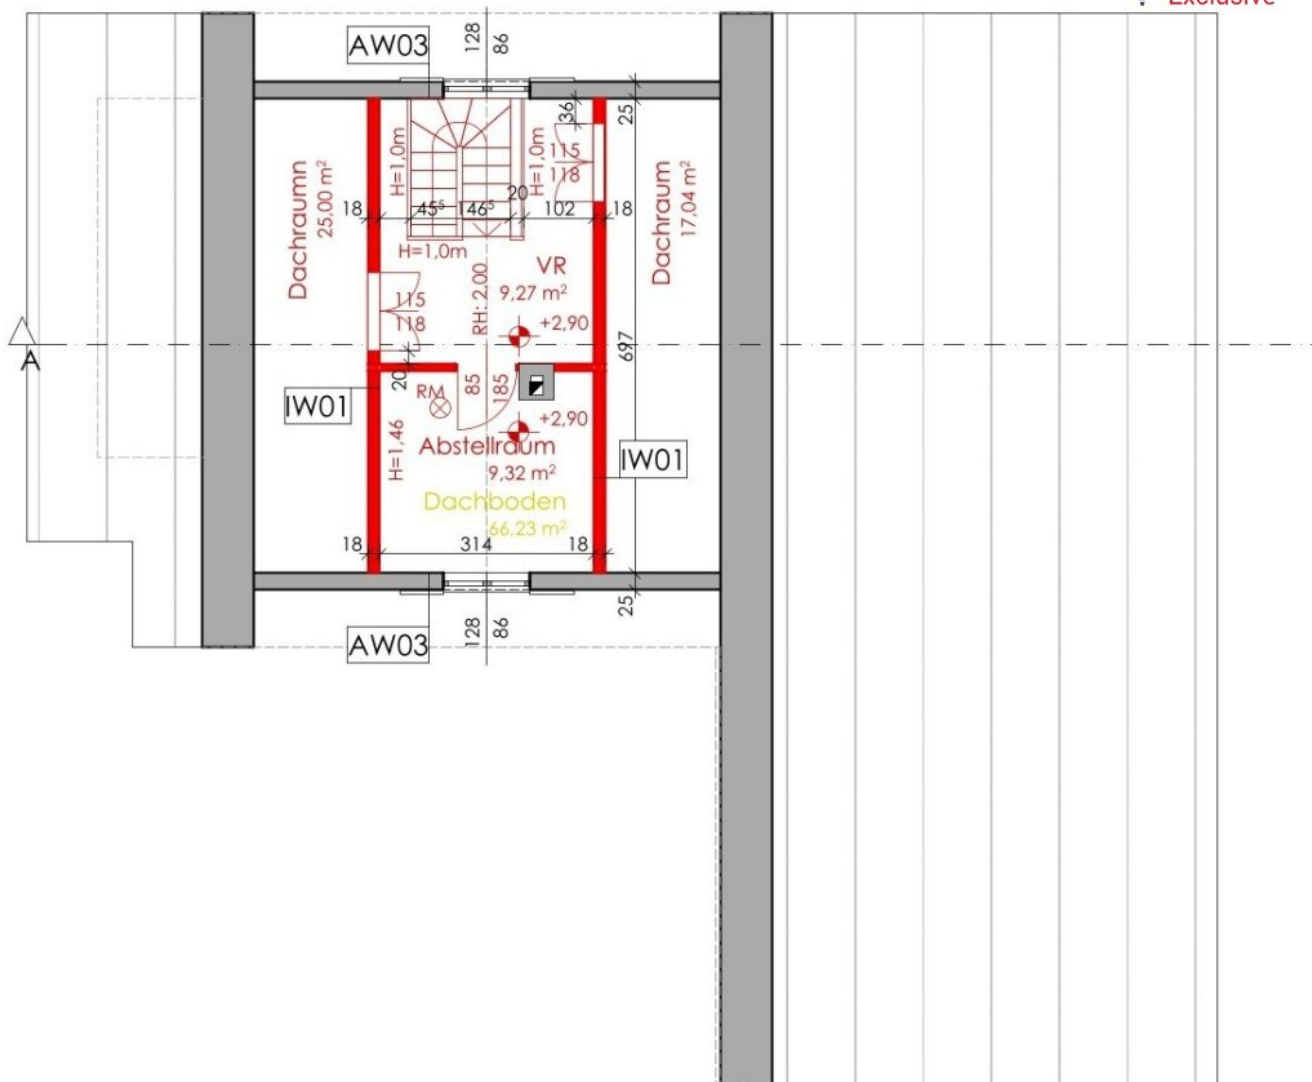 Exclusive
AW03
128
86
36
25
H=1,0m
H=1,0m
115
118
Dachraumn
25,00 m²
Dachraum
17,04 m²
20
18
45⁵
146⁵
102
18
H=1,0m
VR
9,27 m²
RH: 2,00
115
118
+2,90
697
A
20
RM
85
185
IW01
+2,90
H=1,46
Abstellraum
9,32 m²
IW01
Dachboden
66,23 m²
18
314
18
25
AW03
128
86